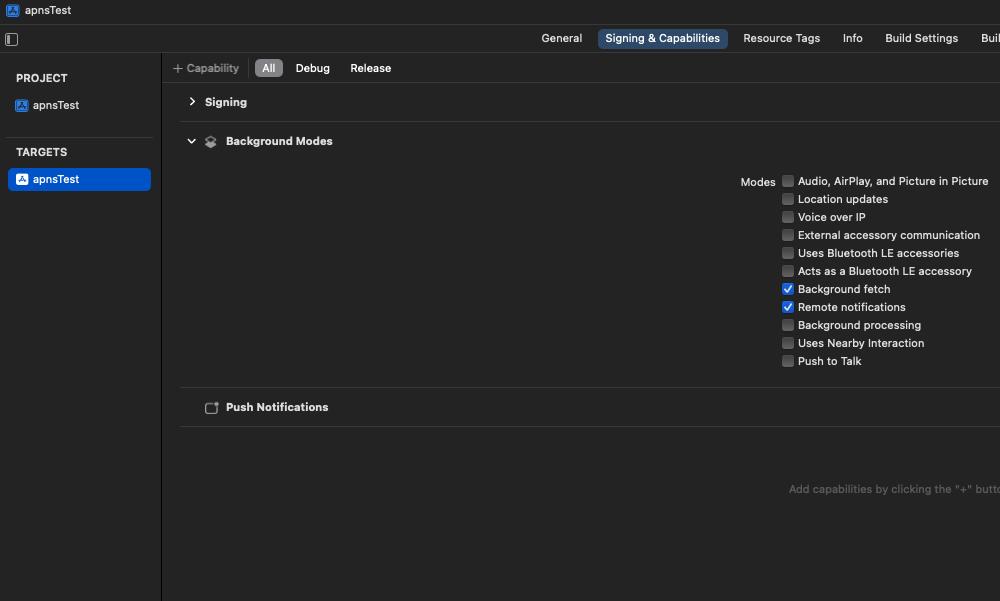 apnsTest
General Signing & Capabilities Resource Tags Info Build Settings Buil
PROJECT
apnsTest
TARGETS
apnsTest
+ Capability All Debug Release
Signing
Background Modes
Modes Audio, AirPlay, and Picture in Picture
Location updates
Voice over IP
External accessory communication
Uses Bluetooth LE accessories
Acts as a Bluetooth LE accessory
Background fetch
Remote notifications
Background processing
Uses Nearby Interaction
Push to Talk
Push Notifications
Add capabilities by clicking the "+" butto